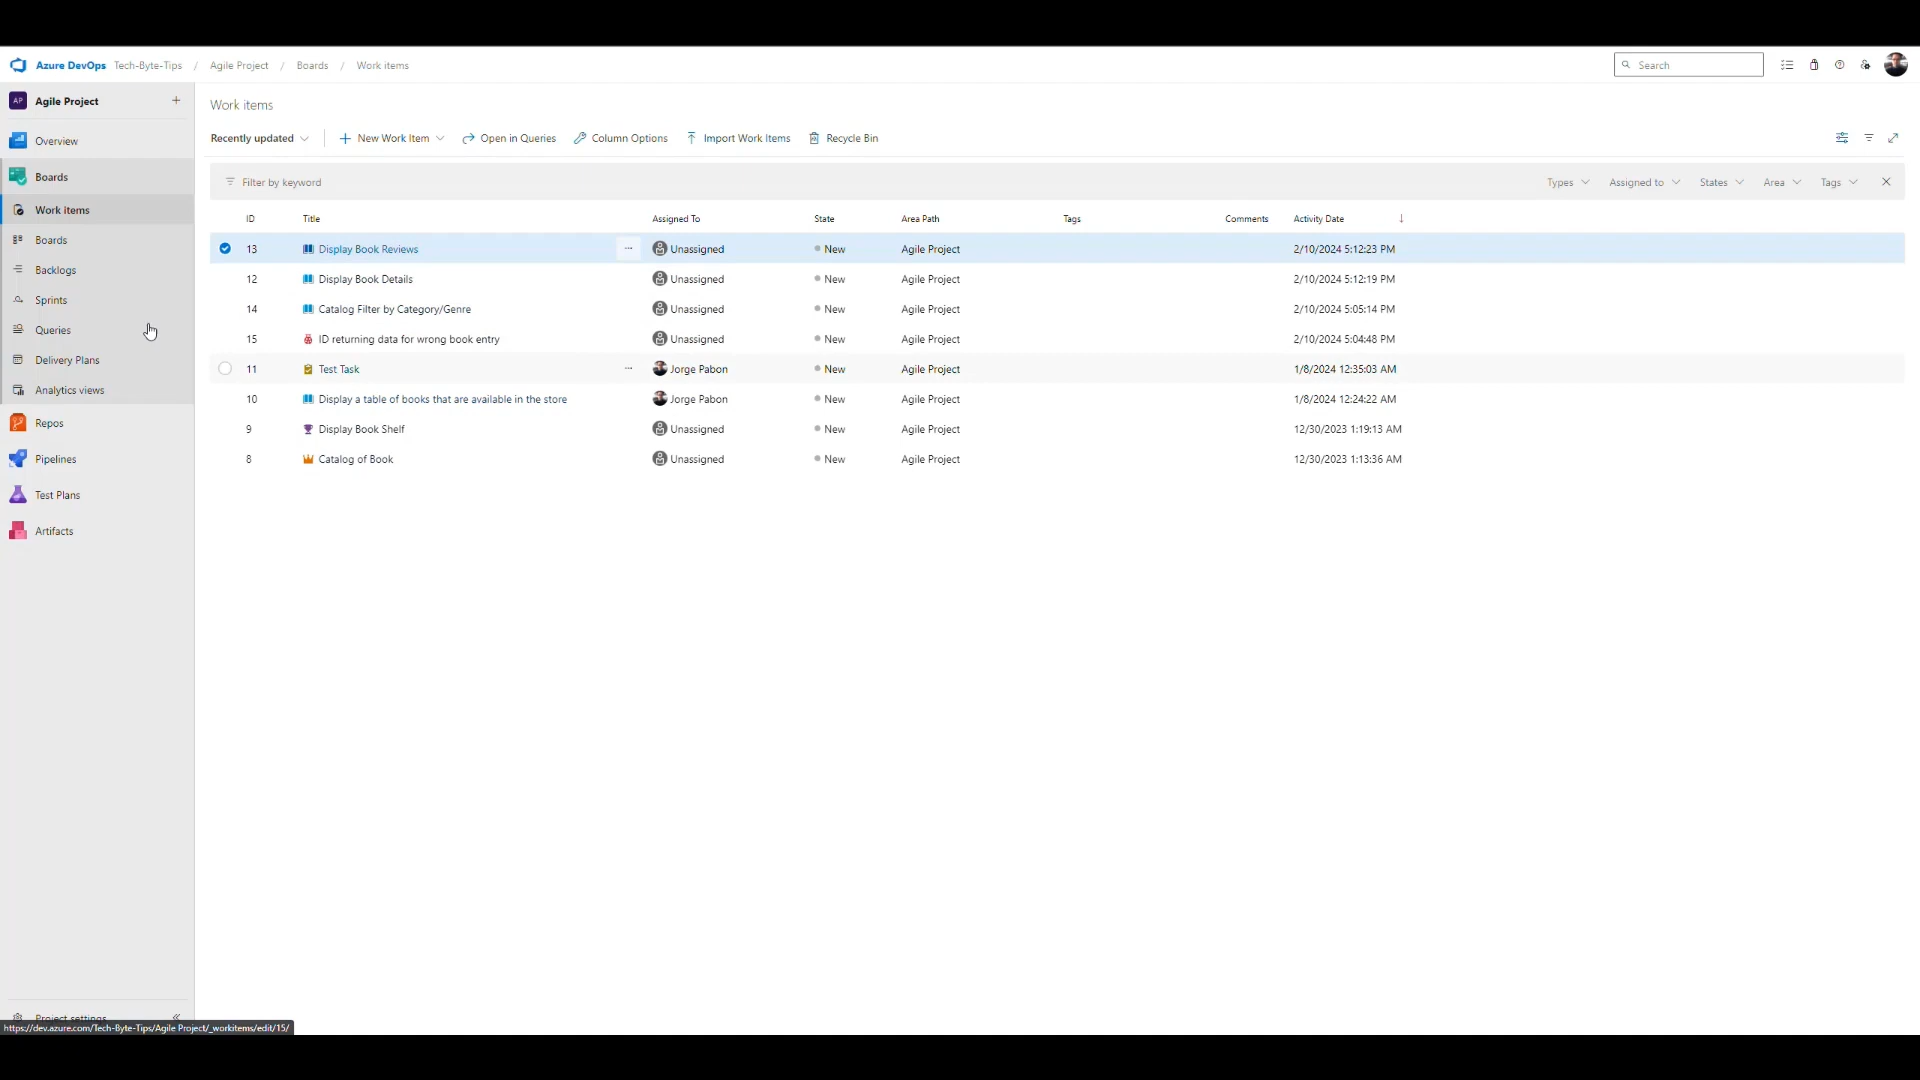 Azure DevOps Tech-Byte-Tips / Agile Project / Boards / Work items
Search
AP Agile Project +
Work items
Overview
Recently updated New Work Item Open in Queries Column Options Import Work Items Recycle Bin
Boards
Filter by keyword Types Assigned to States Area Tags
Work items
Boards
Backlogs
Sprints
Queries
Delivery Plans
Analytics views
Repos
Pipelines
Test Plans
Artifacts
ID Title Assigned To State Area Path Tags Comments Activity Date
13 Display Book Reviews ... Unassigned New Agile Project 2/10/2024 5:12:23 PM
12 Display Book Details Unassigned New Agile Project 2/10/2024 5:12:19 PM
14 Catalog Filter by Category/Genre Unassigned New Agile Project 2/10/2024 5:05:14 PM
15 ID returning data for wrong book entry Unassigned New Agile Project 2/10/2024 5:04:48 PM
11 Test Task ... Jorge Pabon New Agile Project 1/8/2024 12:35:03 AM
10 Display a table of books that are available in the store Jorge Pabon New Agile Project 1/8/2024 12:24:22 AM
9 Display Book Shelf Unassigned New Agile Project 12/30/2023 1:19:13 AM
8 Catalog of Book Unassigned New Agile Project 12/30/2023 1:13:36 AM
Project settings
https://dev.azure.com/Tech-Byte-Tips/Agile Project/_workitems/edit/15/